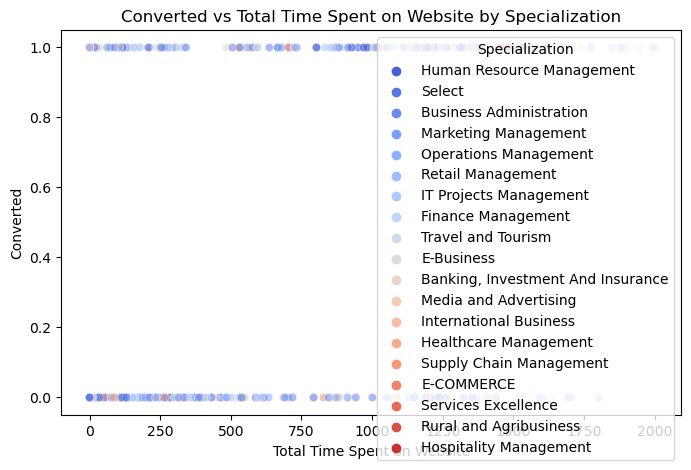 Converted vs Total Time Spent on Website by Specialization
Converted
1.0
0.8
0.6
0.4
0.2
0.0
Specialization
Human Resource Management
Select
Business Administration
Marketing Management
Operations Management
Retail Management
IT Projects Management
Finance Management
Travel and Tourism
E-Business
Banking, Investment And Insurance
Media and Advertising
International Business
Healthcare Management
Supply Chain Management
E-COMMERCE
Services Excellence
Rural and Agribusiness
Hospitality Management
0 250 500 750 1000 1250 1500 1750 2000
Total Time Spent on Website